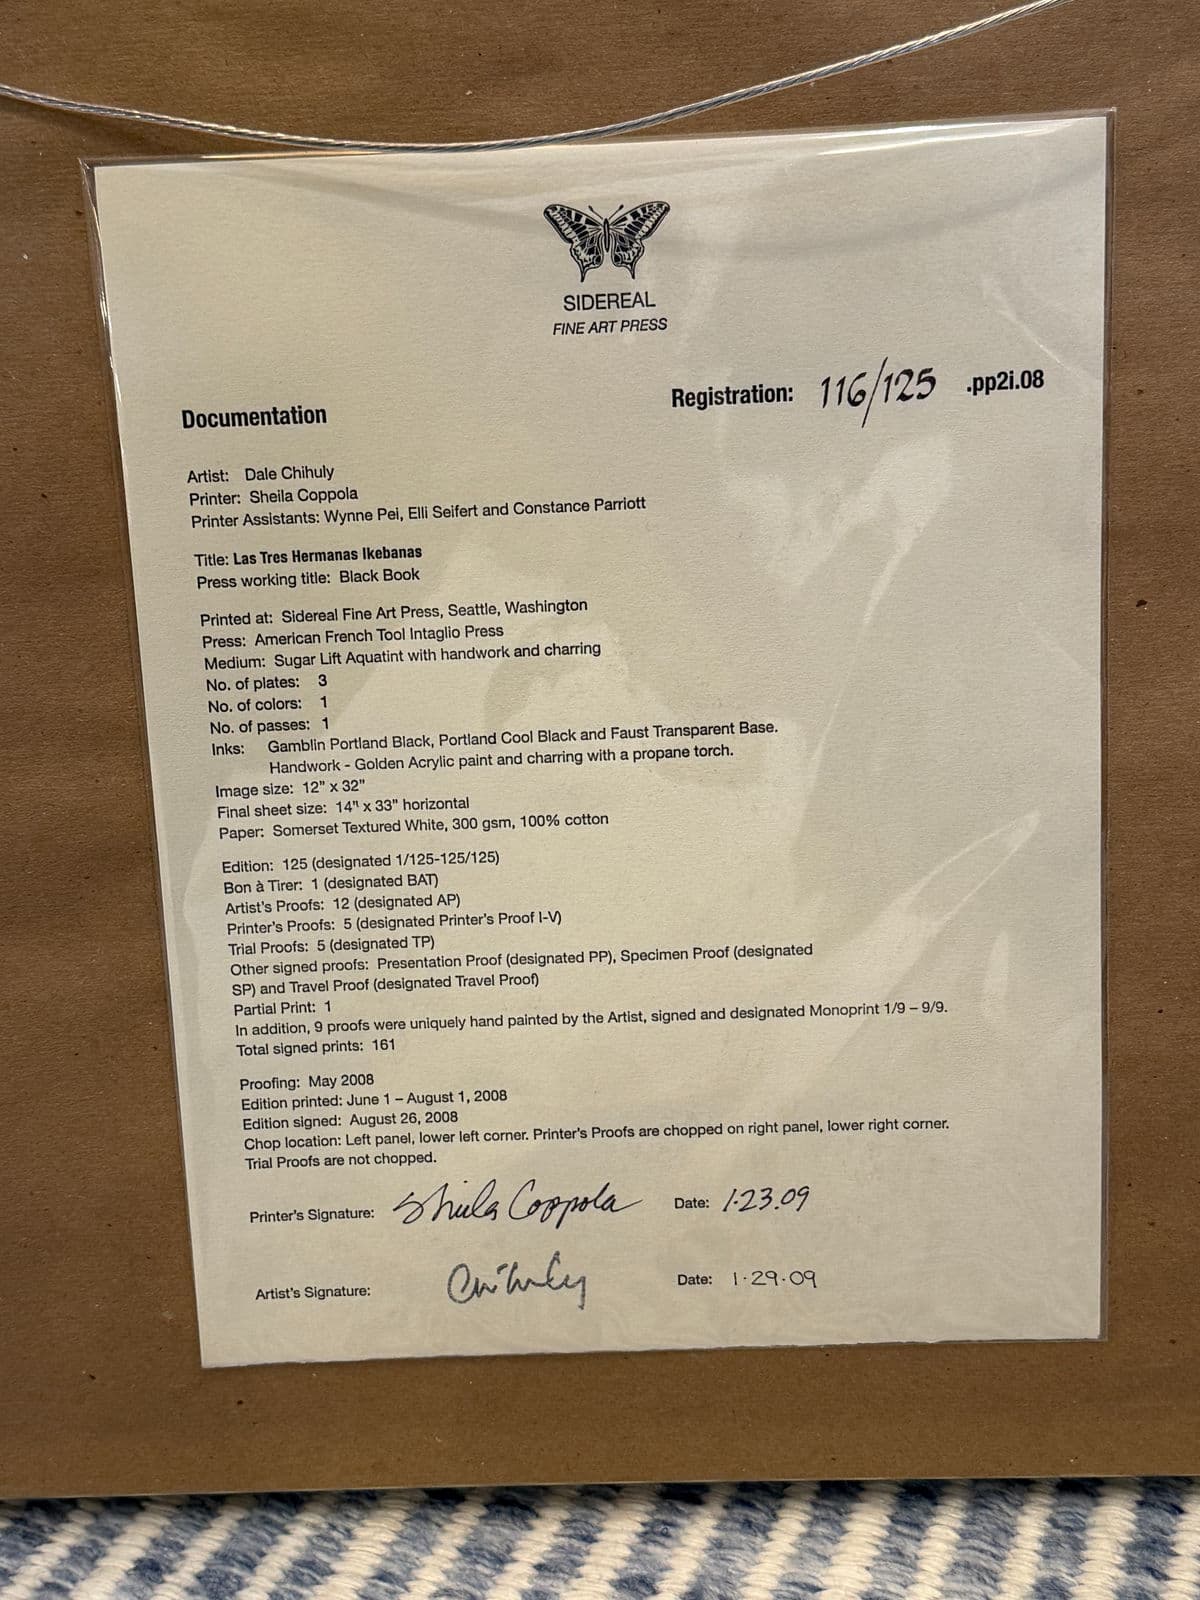 SIDEREAL
FINE ART PRESS
Registration: 116/125 .pp2i.08
Documentation
Artist: Dale Chihuly
Printer: Sheila Coppola
Printer Assistants: Wynne Pei, Elli Seifert and Constance Parriott
Title: Las Tres Hermanas Ikebanas
Press working title: Black Book
Printed at: Sidereal Fine Art Press, Seattle, Washington
Press: American French Tool Intaglio Press
Medium: Sugar Lift Aquatint with handwork and charring
No. of plates: 3
No. of colors: 1
No. of passes: 1
Inks: Gamblin Portland Black, Portland Cool Black and Faust Transparent Base.
Handwork - Golden Acrylic paint and charring with a propane torch.
Image size: 12" x 32"
Final sheet size: 14" x 33" horizontal
Paper: Somerset Textured White, 300 gsm, 100% cotton
Edition: 125 (designated 1/125-125/125)
Bon à Tirer: 1 (designated BAT)
Artist's Proofs: 12 (designated AP)
Printer's Proofs: 5 (designated Printer's Proof I-V)
Trial Proofs: 5 (designated TP)
Other signed proofs: Presentation Proof (designated PP), Specimen Proof (designated
SP) and Travel Proof (designated Travel Proof)
Partial Print: 1
In addition, 9 proofs were uniquely hand painted by the Artist, signed and designated Monoprint 1/9 – 9/9.
Total signed prints: 161
Proofing: May 2008
Edition printed: June 1 – August 1, 2008
Edition signed: August 26, 2008
Chop location: Left panel, lower left corner. Printer's Proofs are chopped on right panel, lower right corner.
Trial Proofs are not chopped.
Printer's Signature: Sheila Coppola Date: 1·23.09
Artist's Signature: Chihuly Date: 1·29·09